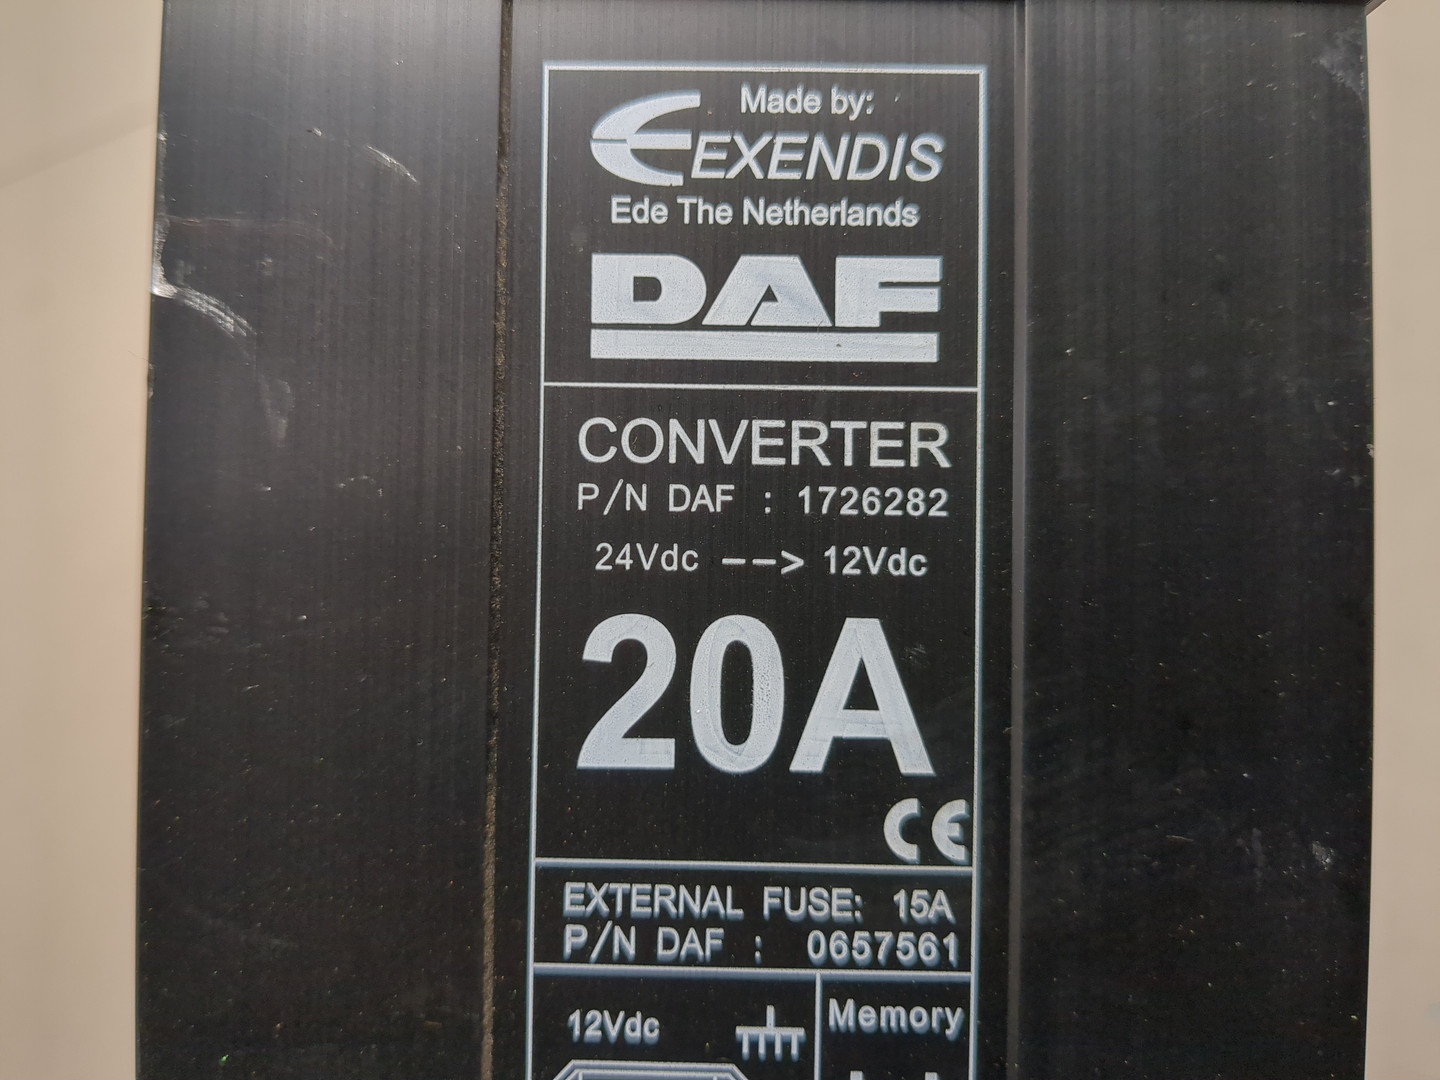 Made by:
EXENDIS
Ede The Netherlands
DAF
CONVERTER
P/N DAF : 1726282
24Vdc --> 12Vdc
20A
CE
EXTERNAL FUSE: 15A
P/N DAF : 0657561
12Vdc
Memory